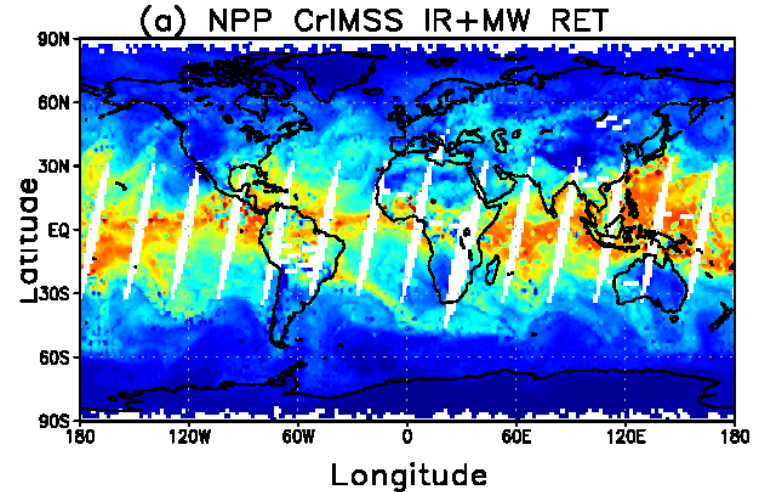 (a) NPP CrIMSS IR+MW RET
90N
60N
30N
EQ
30S
60S
90S
Latitude
180 120W 60W 0 60E 120E 180
Longitude